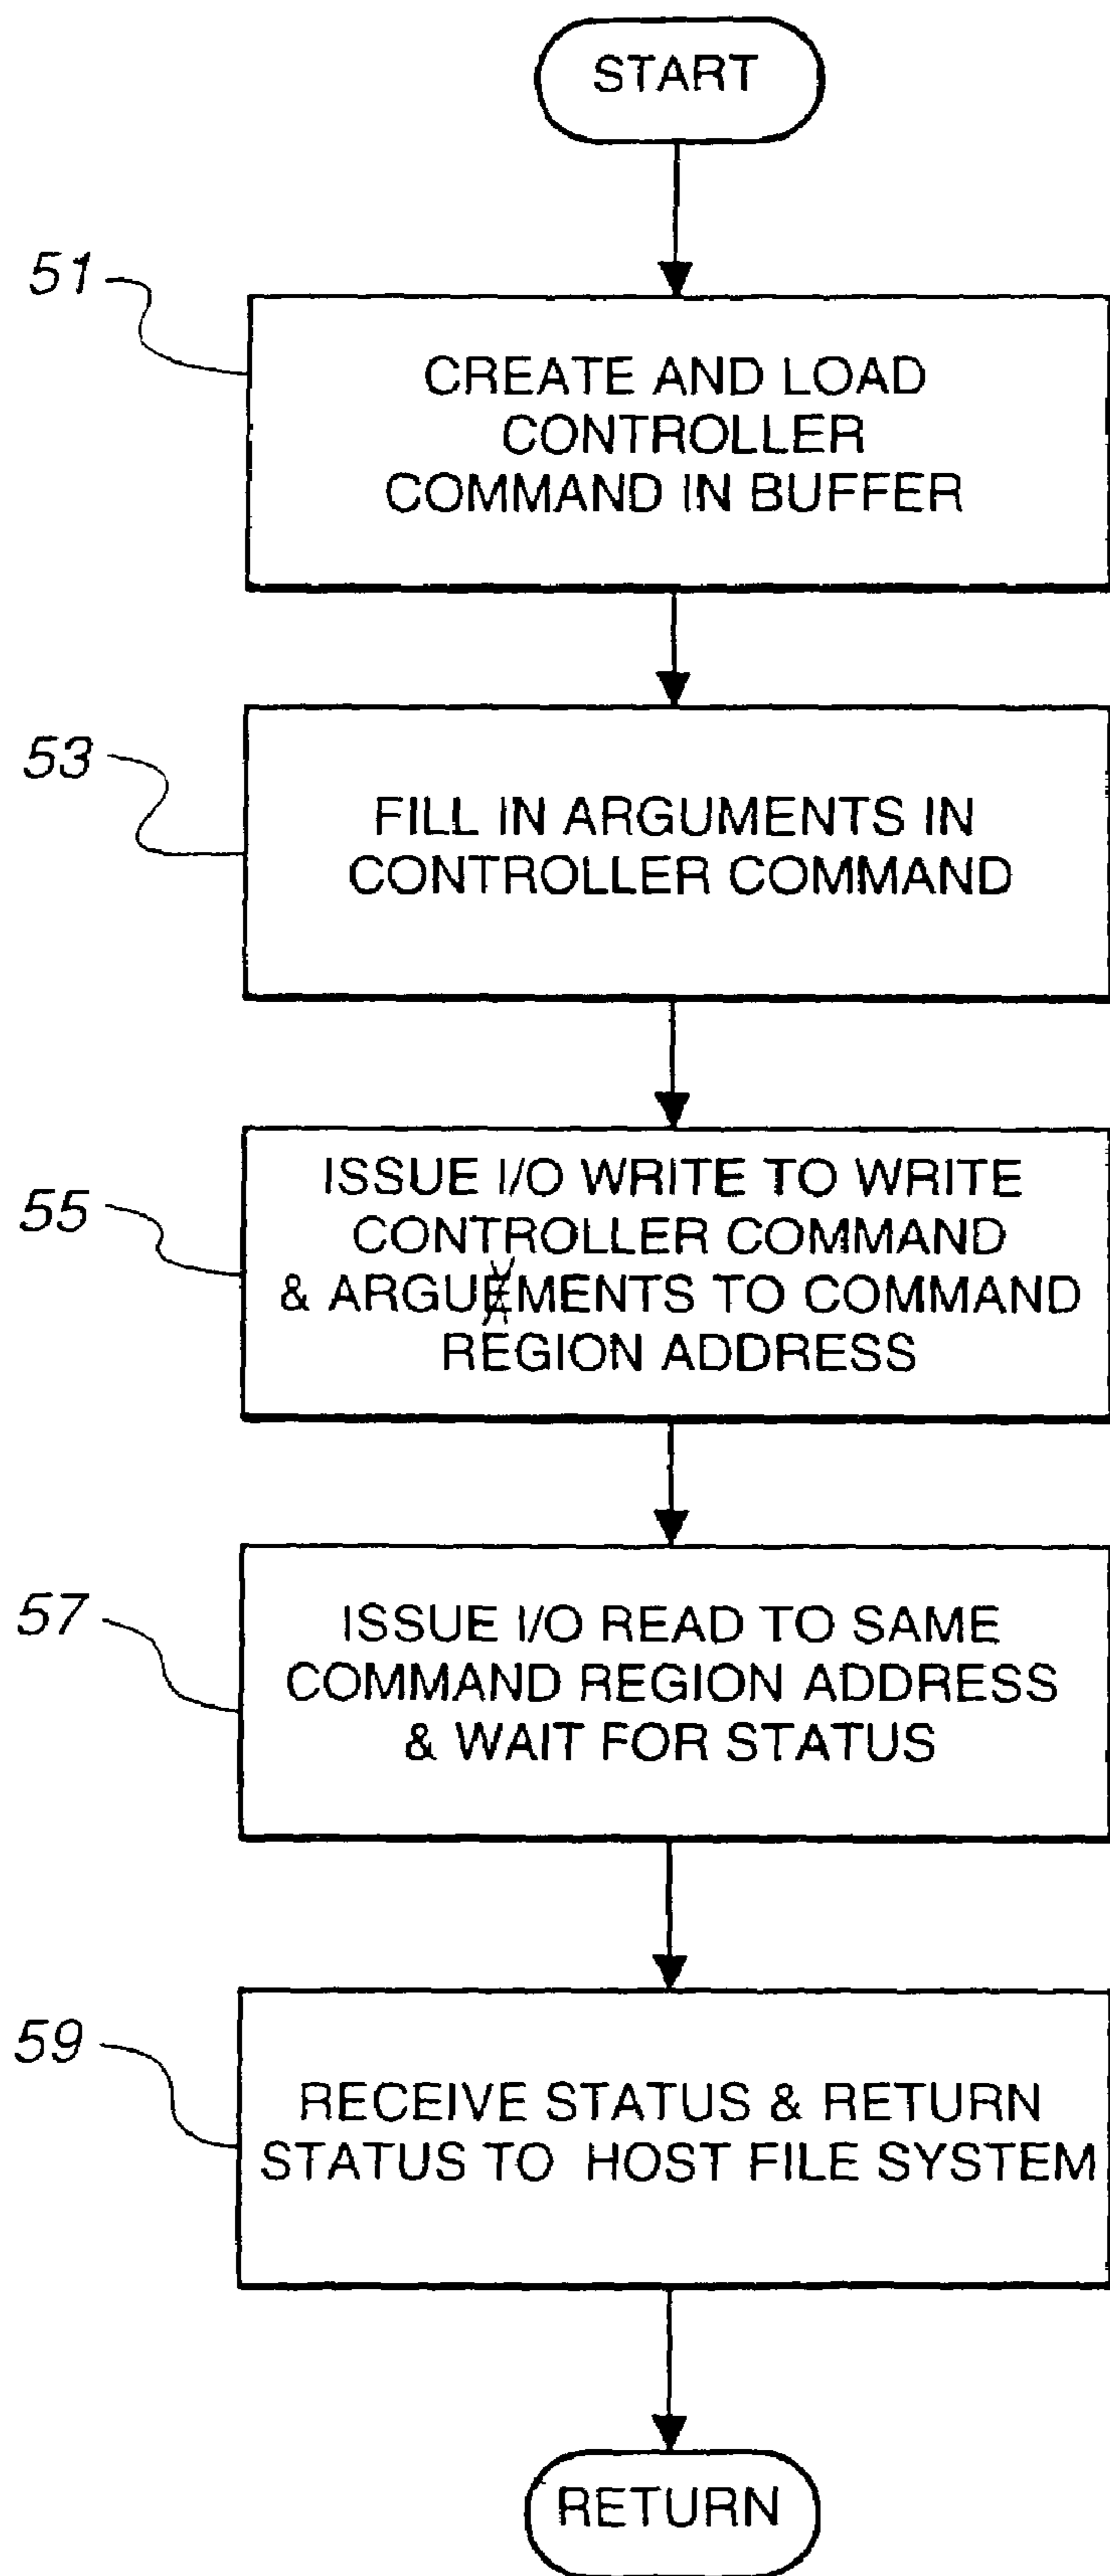 START
51
CREATE AND LOAD
CONTROLLER
COMMAND IN BUFFER
53
FILL IN ARGUMENTS IN
CONTROLLER COMMAND
55
ISSUE I/O WRITE TO WRITE
CONTROLLER COMMAND
& ARGUEMENTS TO COMMAND
REGION ADDRESS
57
ISSUE I/O READ TO SAME
COMMAND REGION ADDRESS
& WAIT FOR STATUS
59
RECEIVE STATUS & RETURN
STATUS TO HOST FILE SYSTEM
RETURN